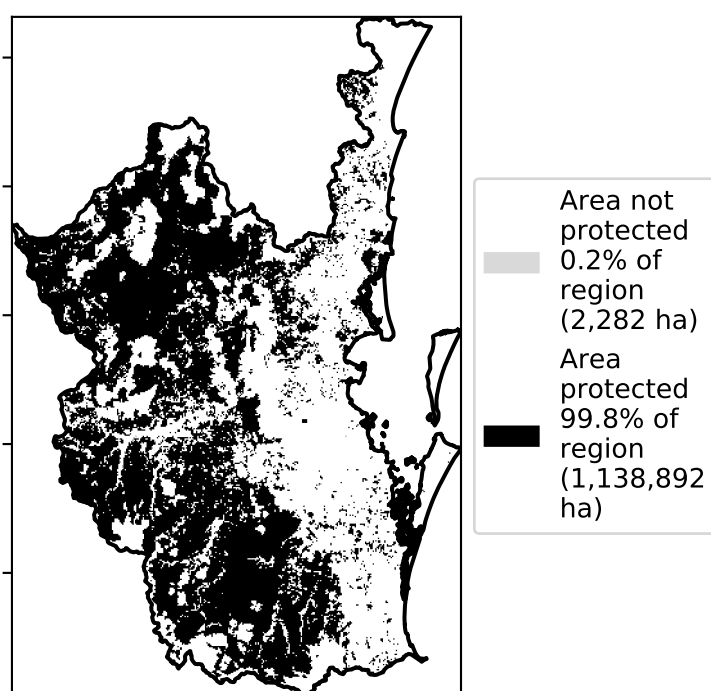 Area not
protected
0.2% of
region
(2,282 ha)
Area
protected
99.8% of
region
(1,138,892
ha)